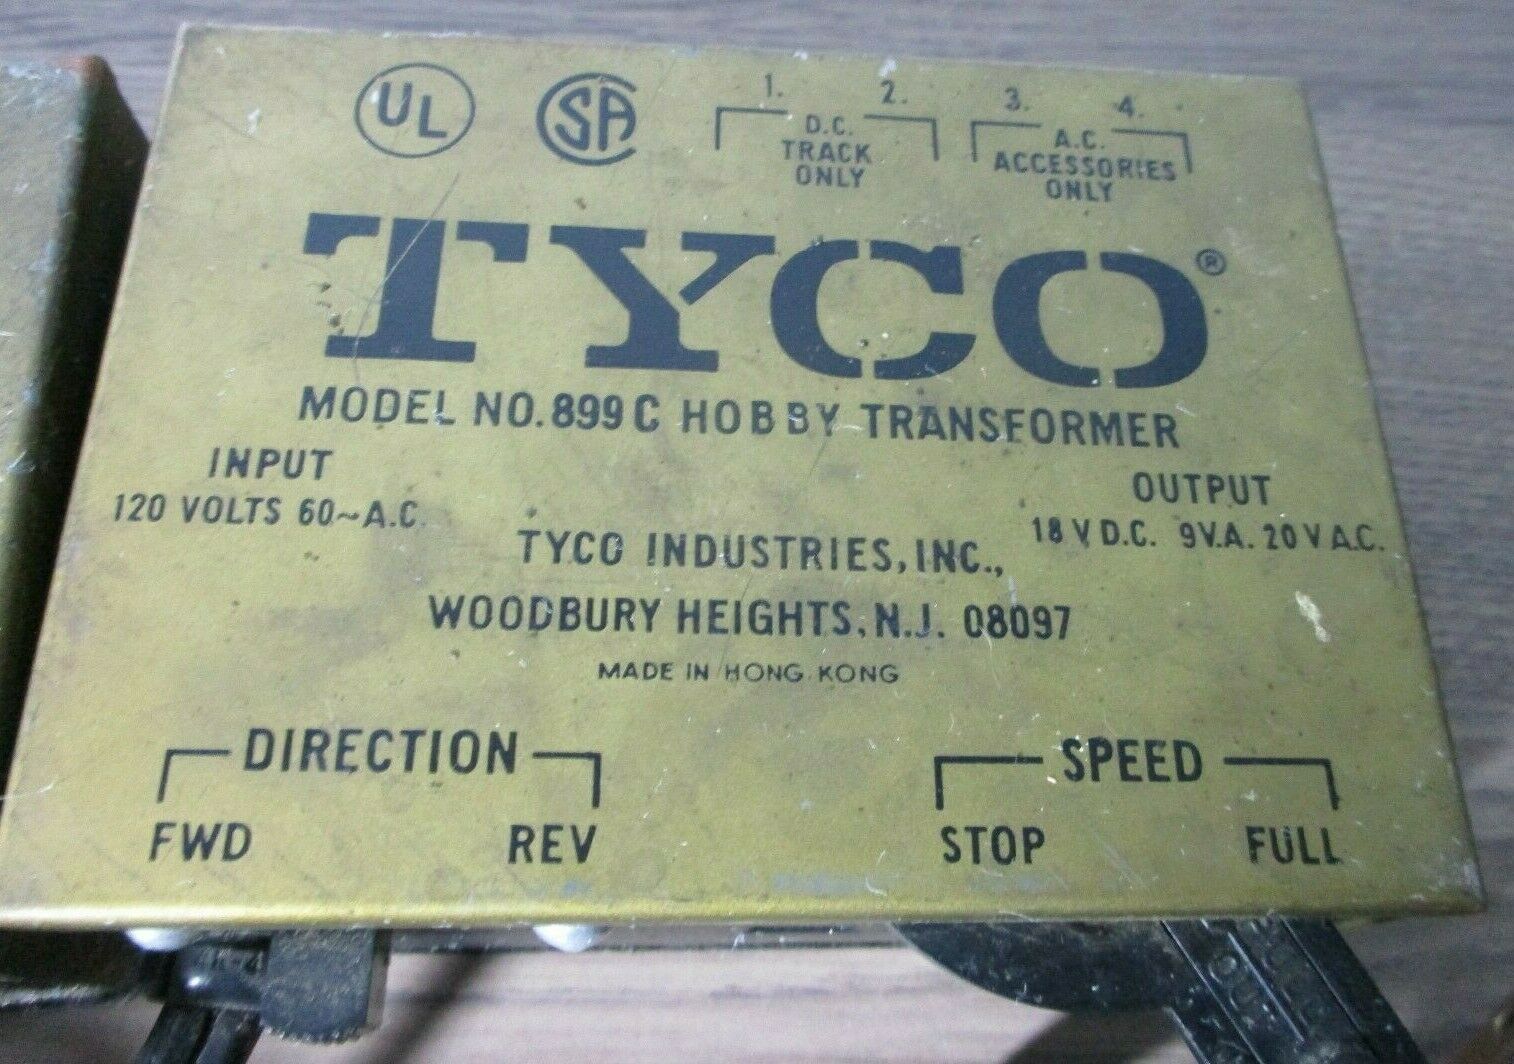 UL SA 1. 2. 3. 4.
D.C. A.C.
TRACK ACCESSORIES
ONLY ONLY
TYCO®
MODEL NO. 899 C HOBBY TRANSFORMER
INPUT OUTPUT
120 VOLTS 60~A.C. 18 V D.C. 9V.A. 20 V A.C.
TYCO INDUSTRIES, INC.,
WOODBURY HEIGHTS, N.J. 08097
MADE IN HONG KONG
DIRECTION SPEED
FWD REV STOP FULL